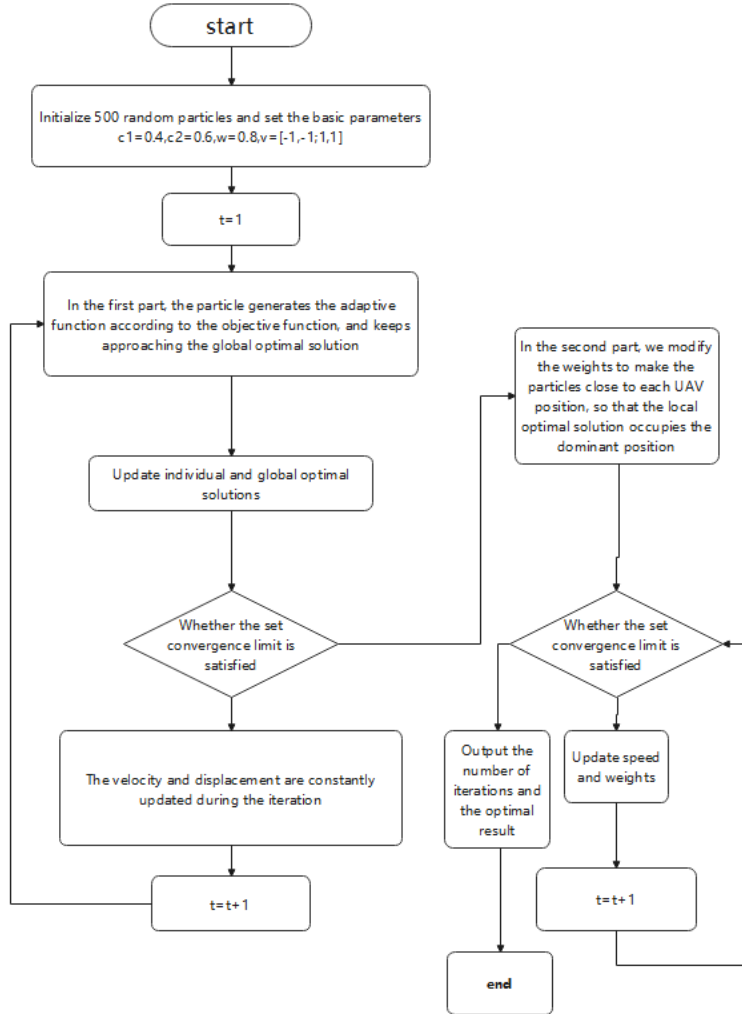 start
Initialize 500 random particles and set the basic parameters
c1=0.4,c2=0.6,w=0.8,v=[-1,-1;1,1]
t=1
In the first part, the particle generates the adaptive
function according to the objective function, and keeps
approaching the global optimal solution
Update individual and global optimal
solutions
Whether the set
convergence limit is
satisfied
The velocity and displacement are constantly
updated during the iteration
t=t+1
In the second part, we modify
the weights to make the
particles close to each UAV
position, so that the local
optimal solution occupies the
dominant position
Whether the set
convergence limit is
satisfied
Output the
number of
iterations and
the optimal
result
Update speed
and weights
t=t+1
end